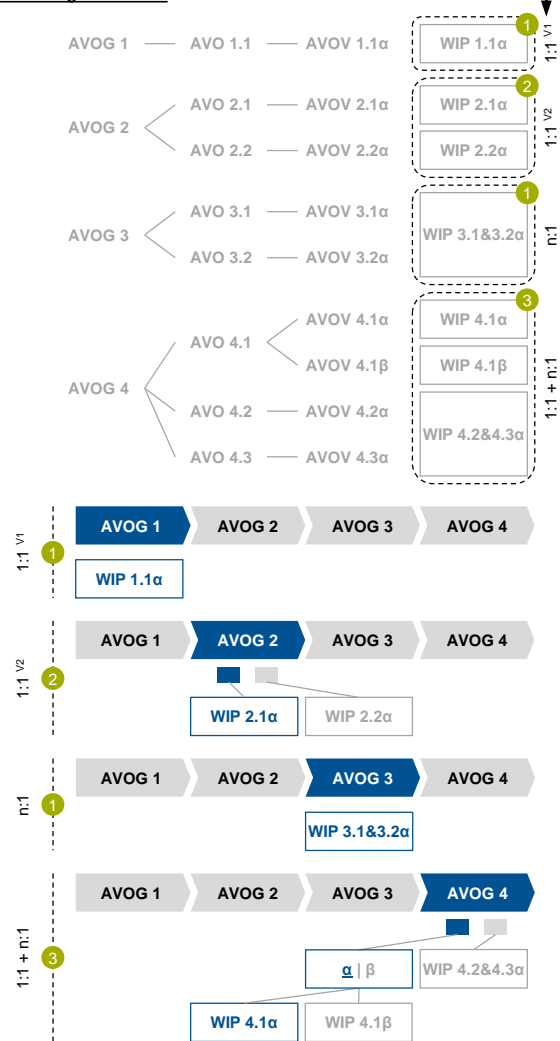 1
AVOG 1 AVO 1.1 AVOV 1.1α WIP 1.1α
1:1 V1
2
AVO 2.1 AVOV 2.1α WIP 2.1α
AVOG 2
1:1 V2
AVO 2.2 AVOV 2.2α WIP 2.2α
1
AVO 3.1 AVOV 3.1α
AVOG 3 WIP 3.1&3.2α
n:1
AVO 3.2 AVOV 3.2α
3
AVOV 4.1α WIP 4.1α
AVO 4.1
AVOV 4.1β WIP 4.1β
AVOG 4
1:1 + n:1
AVO 4.2 AVOV 4.2α
WIP 4.2&4.3α
AVO 4.3 AVOV 4.3α
AVOG 1 AVOG 2 AVOG 3 AVOG 4
1:1 V1
1
WIP 1.1α
AVOG 1 AVOG 2 AVOG 3 AVOG 4
1:1 V2
2
WIP 2.1α WIP 2.2α
AVOG 1 AVOG 2 AVOG 3 AVOG 4
n:1
1
WIP 3.1&3.2α
AVOG 1 AVOG 2 AVOG 3 AVOG 4
1:1 + n:1
3
α | β WIP 4.2&4.3α
WIP 4.1α WIP 4.1β